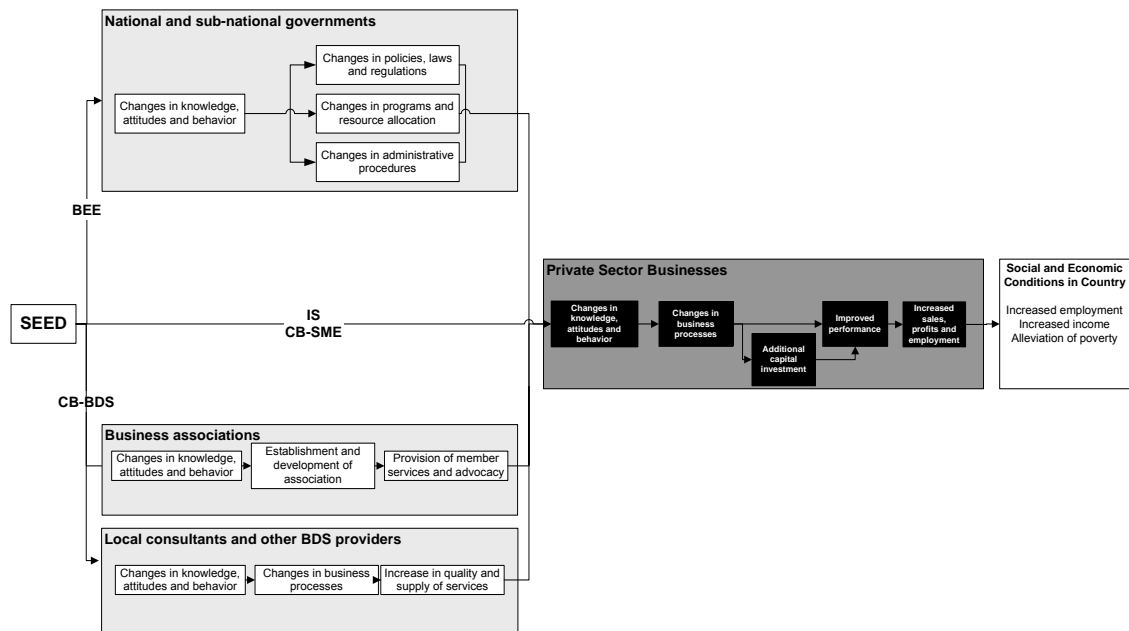 National and sub-national governments
Changes in policies, laws
and regulations
Changes in knowledge,
attitudes and behavior
Changes in programs and
resource allocation
Changes in administrative
procedures
BEE
SEED
IS
CB-SME
Private Sector Businesses
Changes in
knowledge,
attitudes and
behavior
Changes in
business
processes
Additional
capital
investment
Improved
performance
Increased
sales,
profits and
employment
Social and Economic
Conditions in Country
Increased employment
Increased income
Alleviation of poverty
CB-BDS
Business associations
Changes in knowledge,
attitudes and behavior
Establishment and
development of
association
Provision of member
services and advocacy
Local consultants and other BDS providers
Changes in knowledge,
attitudes and behavior
Changes in business
processes
Increase in quality and
supply of services